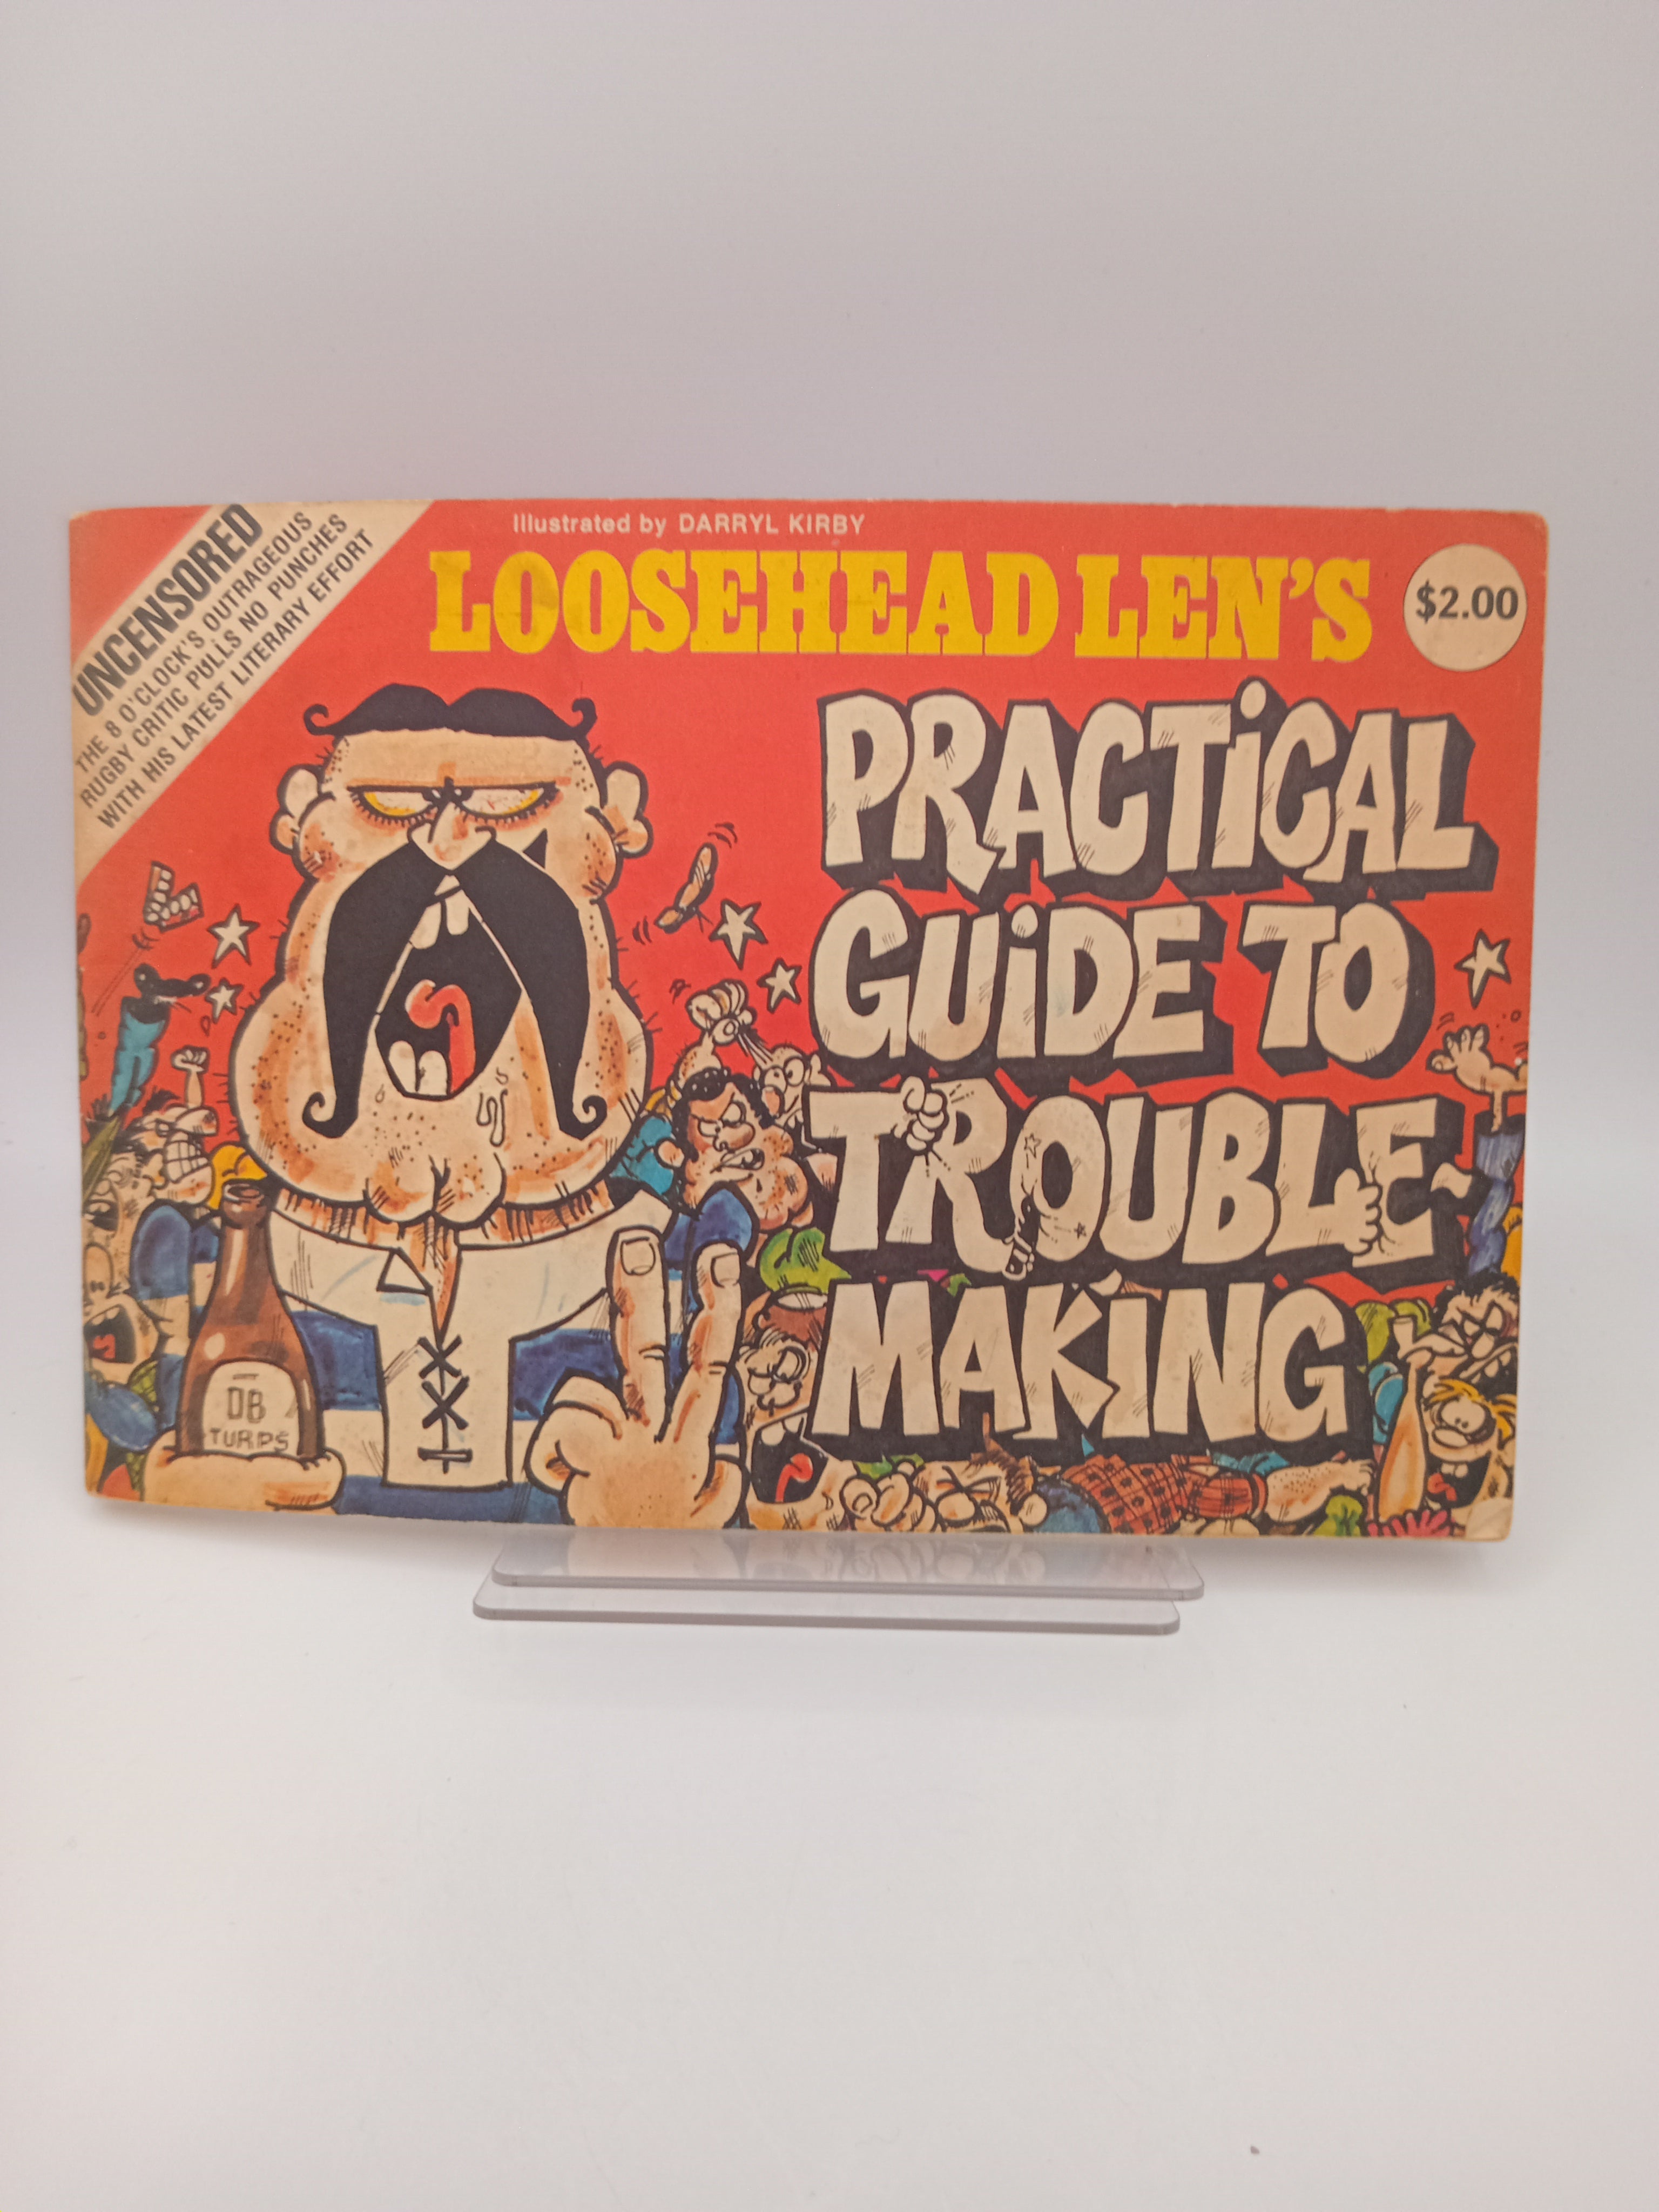 UNCENSORED
THE 8 O'CLOCK'S OUTRAGEOUS
RUGBY CRITIC PULLS NO PUNCHES
WITH HIS LATEST LITERARY EFFORT
Illustrated by DARRYL KIRBY
LOOSEHEAD LEN'S
$2.00
PRACTiCAL
GUiDE TO
TROUBLE-
MAKiNG
DB
TURPS